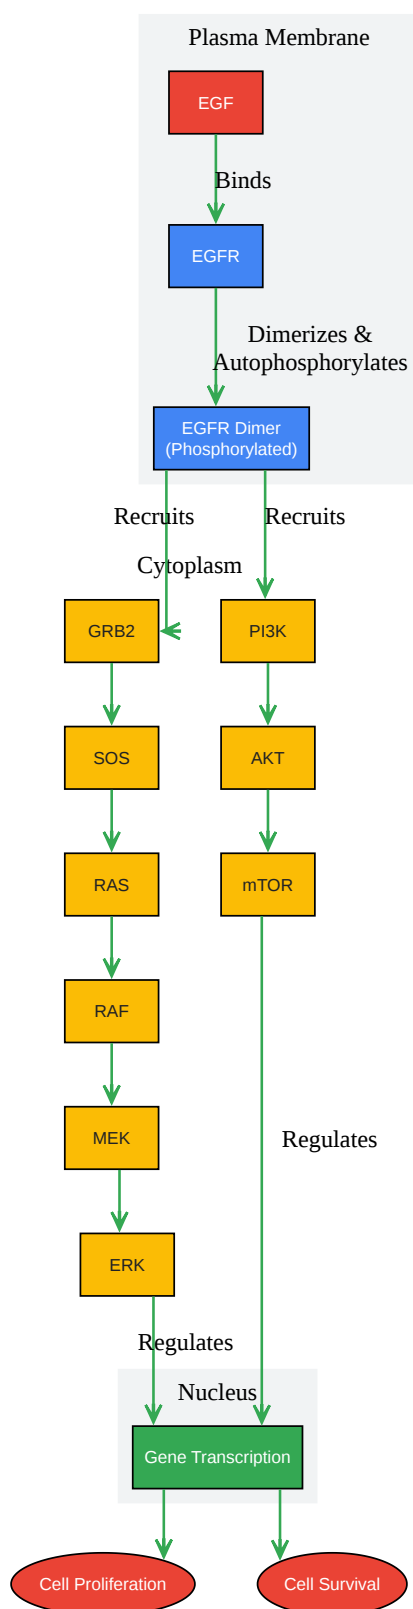 Plasma Membrane
EGF
Binds
EGFR
Dimerizes &
Autophosphorylates
EGFR Dimer
(Phosphorylated)
Recruits
Recruits
Cytoplasm
GRB2
PI3K
SOS
AKT
RAS
mTOR
RAF
MEK
Regulates
ERK
Regulates
Nucleus
Gene Transcription
Cell Proliferation
Cell Survival